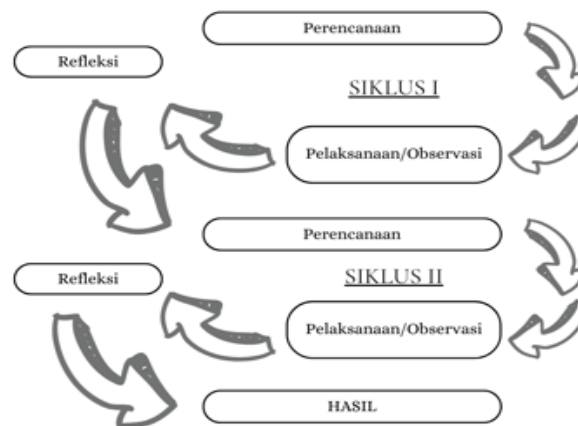 Perencanaan
Refleksi
SIKLUS I
Pelaksanaan/Observasi
Perencanaan
Refleksi
SIKLUS II
Pelaksanaan/Observasi
HASIL